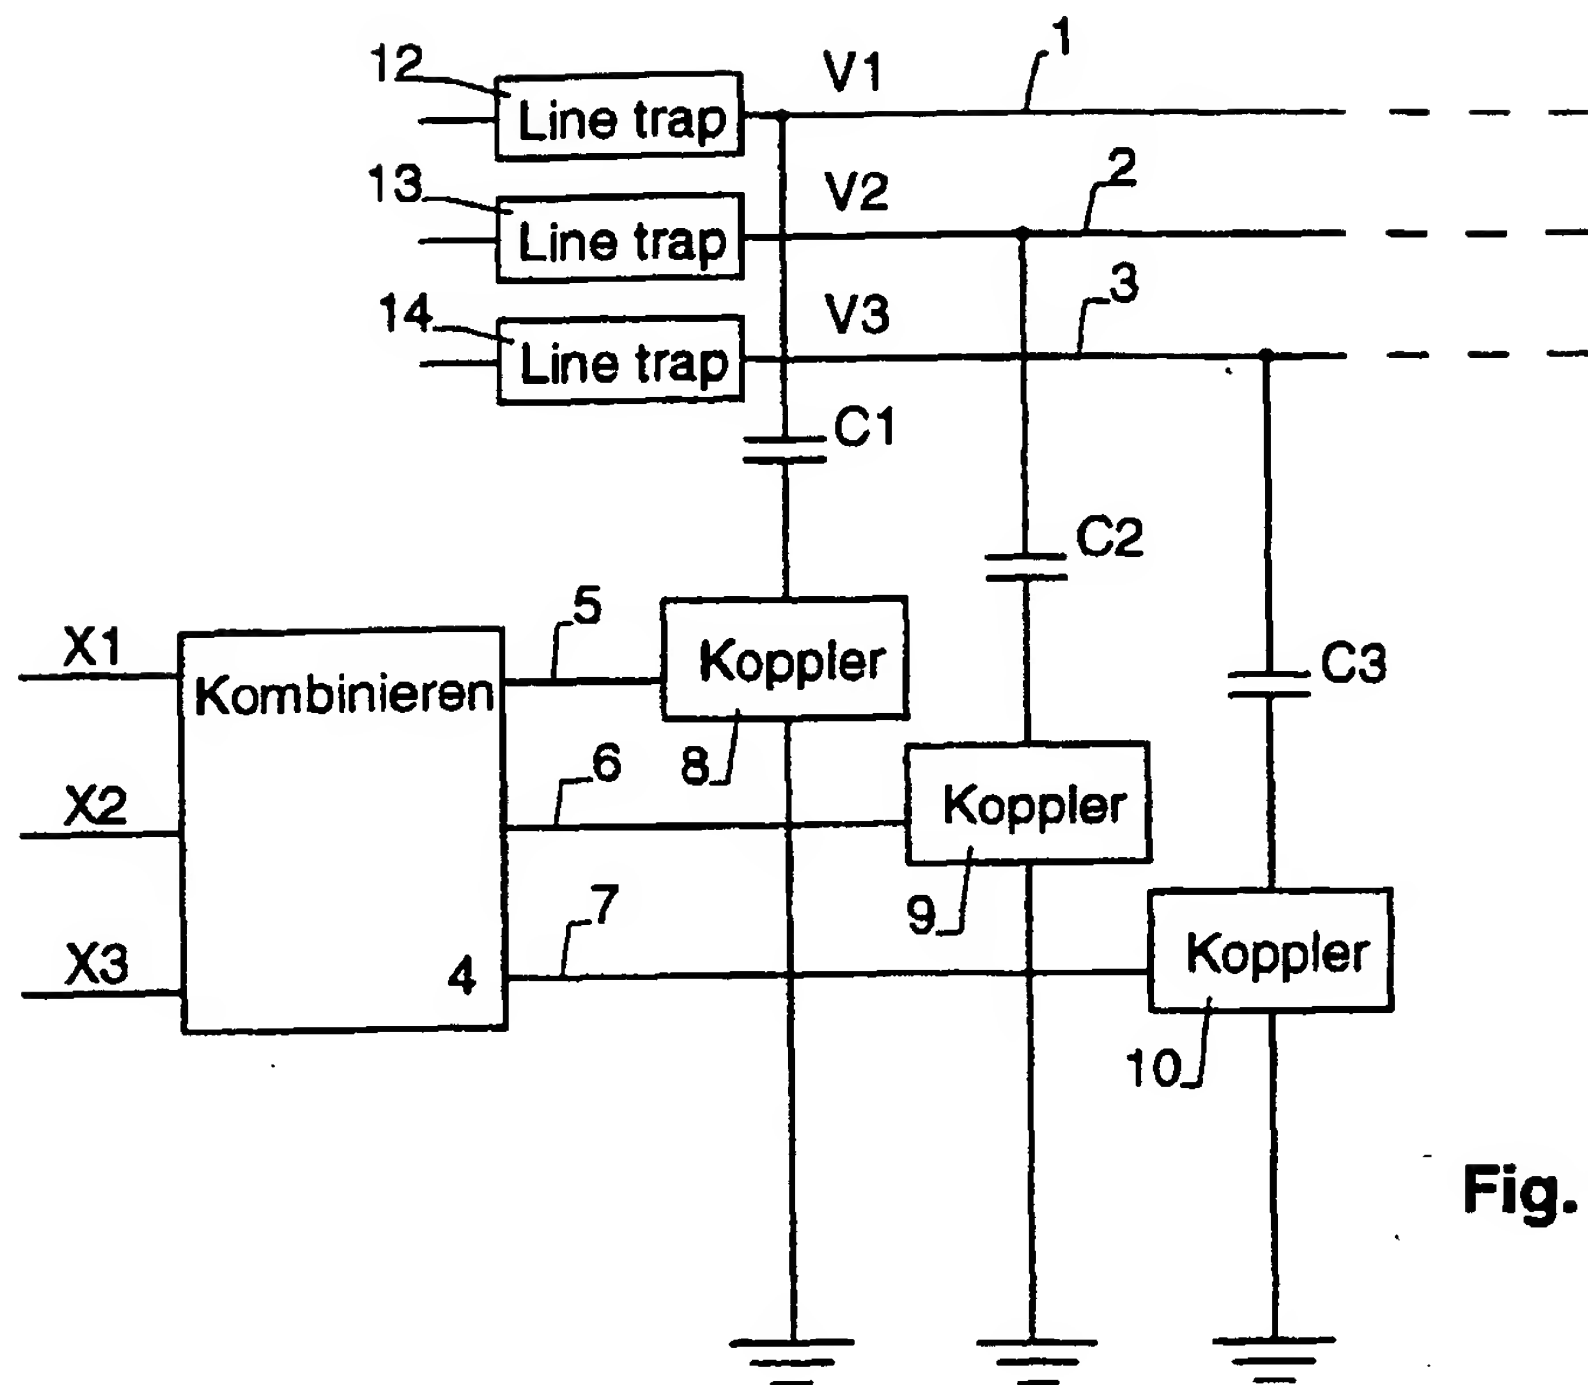 12
Line trap
V1
1
13
Line trap
V2
2
14
Line trap
V3
3
C1
C2
C3
X1
Kombinieren
5
Koppler
8
X2
6
Koppler
9
X3
4
7
Koppler
10
Fig.